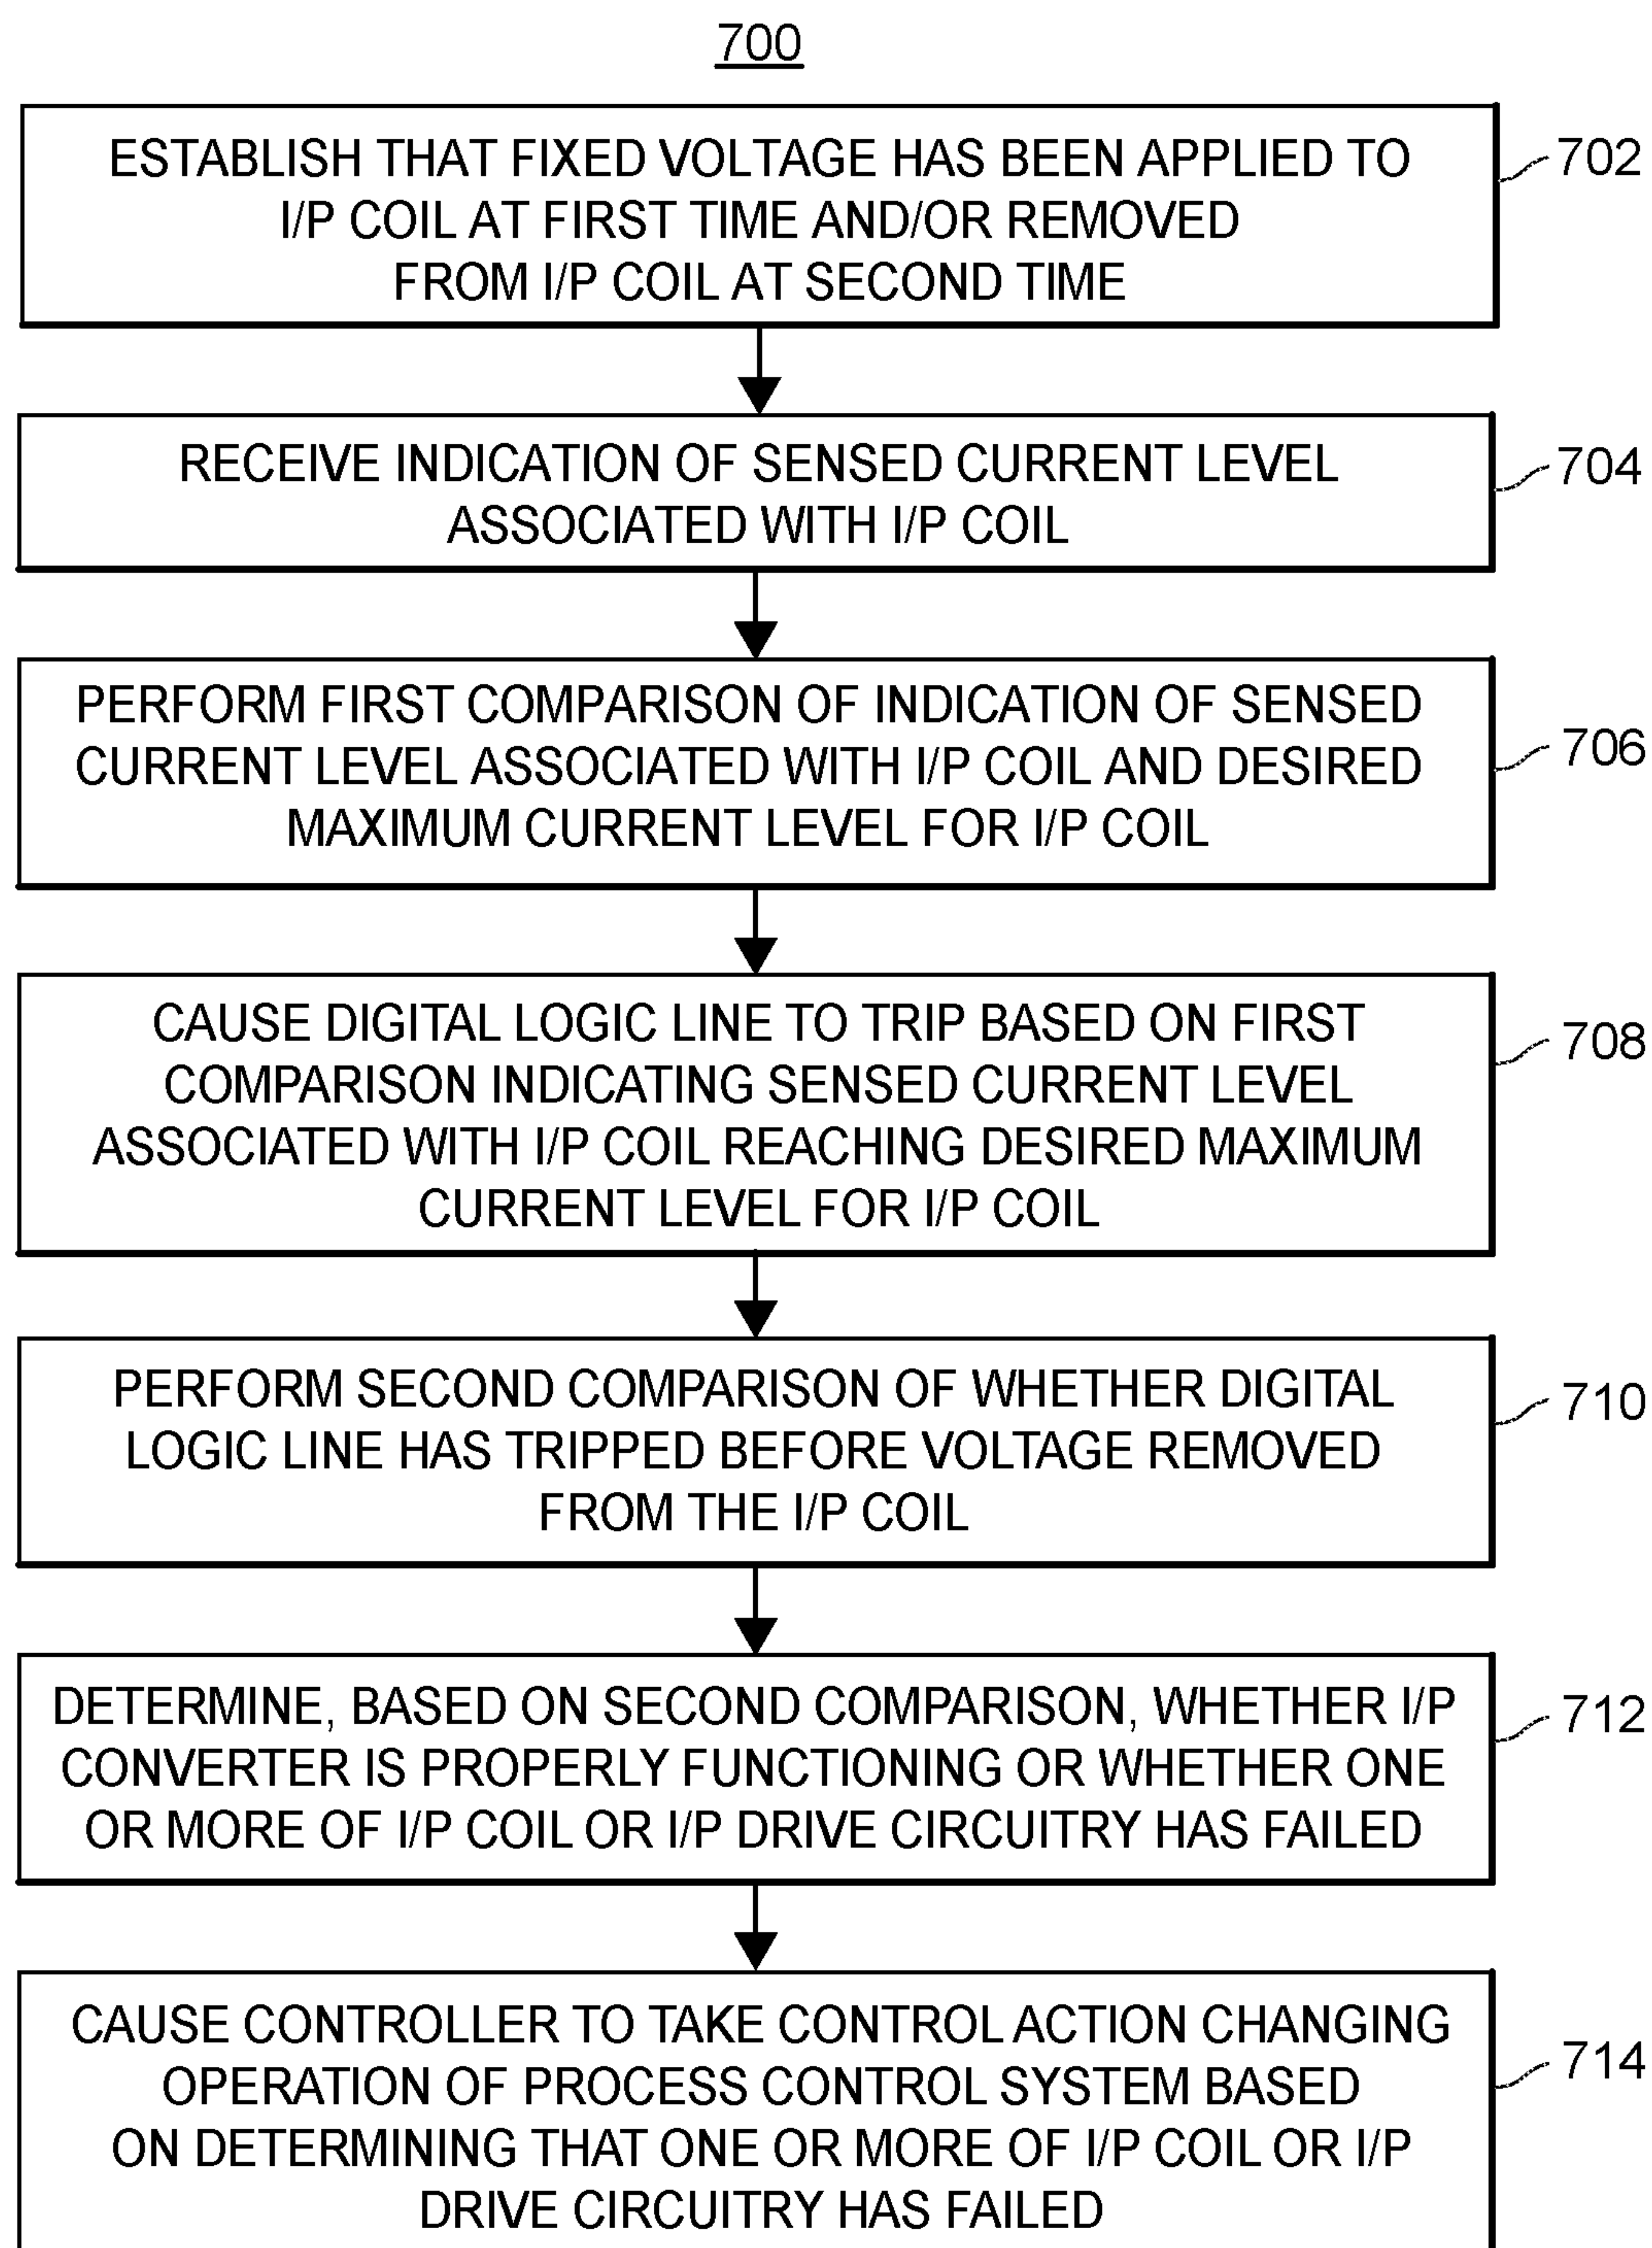 700
ESTABLISH THAT FIXED VOLTAGE HAS BEEN APPLIED TO
I/P COIL AT FIRST TIME AND/OR REMOVED
FROM I/P COIL AT SECOND TIME
702
RECEIVE INDICATION OF SENSED CURRENT LEVEL
ASSOCIATED WITH I/P COIL
704
PERFORM FIRST COMPARISON OF INDICATION OF SENSED
CURRENT LEVEL ASSOCIATED WITH I/P COIL AND DESIRED
MAXIMUM CURRENT LEVEL FOR I/P COIL
706
CAUSE DIGITAL LOGIC LINE TO TRIP BASED ON FIRST
COMPARISON INDICATING SENSED CURRENT LEVEL
ASSOCIATED WITH I/P COIL REACHING DESIRED MAXIMUM
CURRENT LEVEL FOR I/P COIL
708
PERFORM SECOND COMPARISON OF WHETHER DIGITAL
LOGIC LINE HAS TRIPPED BEFORE VOLTAGE REMOVED
FROM THE I/P COIL
710
DETERMINE, BASED ON SECOND COMPARISON, WHETHER I/P
CONVERTER IS PROPERLY FUNCTIONING OR WHETHER ONE
OR MORE OF I/P COIL OR I/P DRIVE CIRCUITRY HAS FAILED
712
CAUSE CONTROLLER TO TAKE CONTROL ACTION CHANGING
OPERATION OF PROCESS CONTROL SYSTEM BASED
ON DETERMINING THAT ONE OR MORE OF I/P COIL OR I/P
DRIVE CIRCUITRY HAS FAILED
714